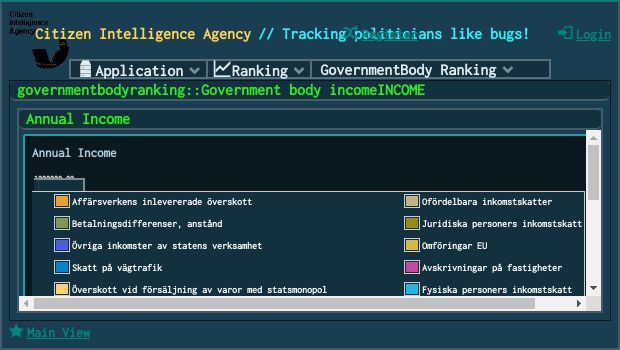 Citizen
Intelligence
Agency
Citizen Intelligence Agency // Tracking politicians like bugs!
Register
Login
Application
Ranking
GovernmentBody Ranking
governmentbodyranking::Government body incomeINCOME
Annual Income
Annual Income
Affärsverkens inlevererade överskott
Ofördelbara inkomstskatter
Betalningsdifferenser, anstånd
Juridiska personers inkomstskatt
Övriga inkomster av statens verksamhet
Omföringar EU
Skatt på vägtrafik
Avskrivningar på fastigheter
Överskott vid försäljning av varor med statsmonopol
Fysiska personers inkomstskatt
Main View